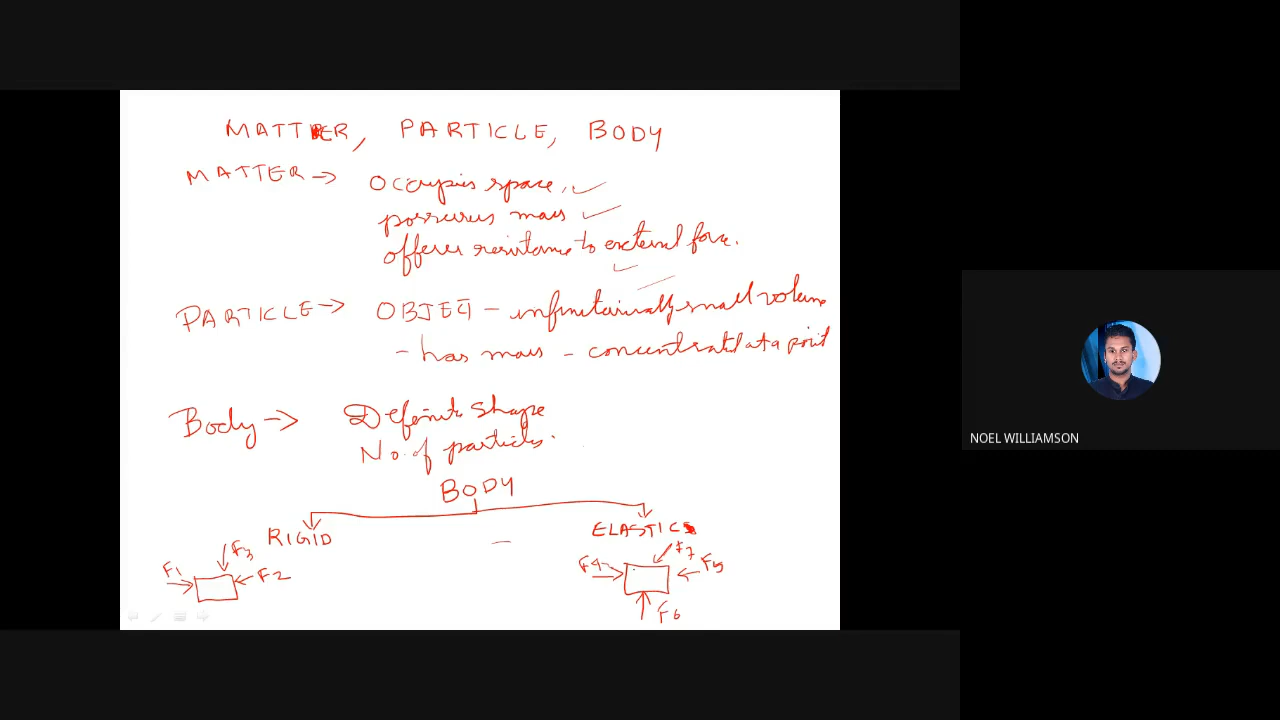 MATTER, PARTICLE, BODY
MATTER → Occupies space, ✓
possesses mass ✓
offers resistance to external force. ✓
PARTICLE → OBJECT - infinitesimally small volume
- has mass - concentrated at a point
Body → Definite Shape
No. of particles.
BODY
RIGID
F1 F3 F2
ELASTIC
F4 F7 F5
F6
NOEL WILLIAMSON